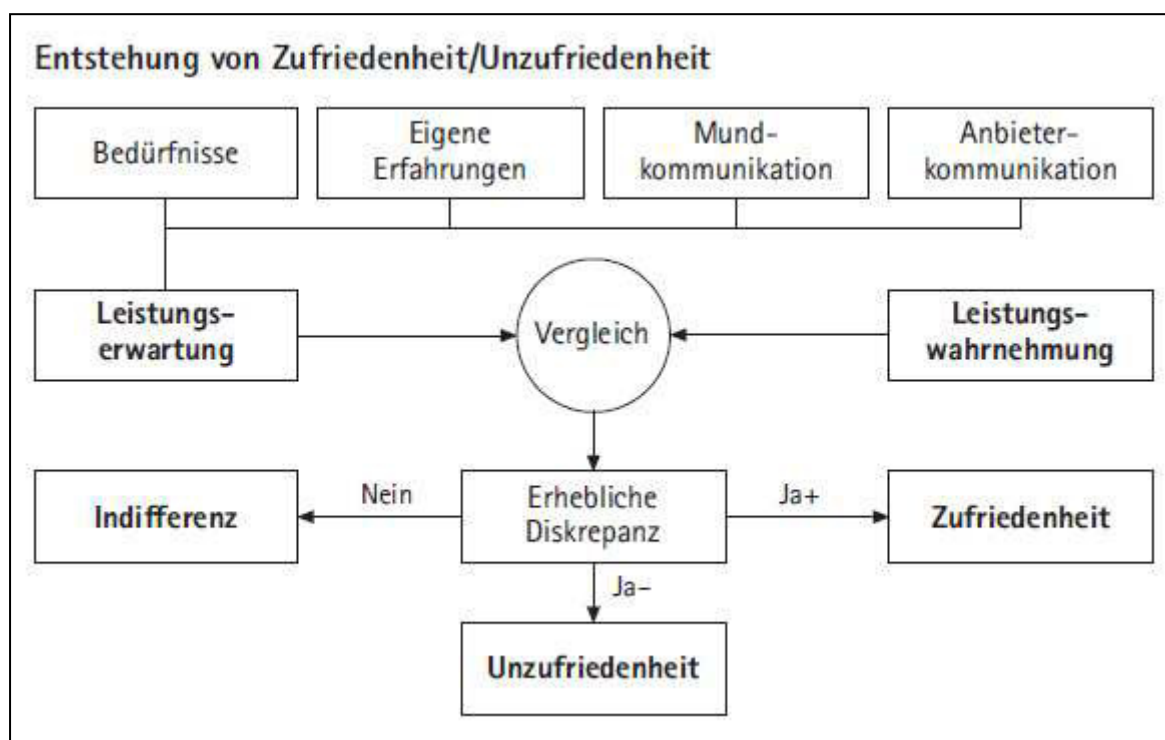 Entstehung von Zufriedenheit/Unzufriedenheit
Bedürfnisse
Eigene
Erfahrungen
Mund-
kommunikation
Anbieter-
kommunikation
Leistungs-
erwartung
Vergleich
Leistungs-
wahrnehmung
Indifferenz
Nein
Erhebliche
Diskrepanz
Ja+
Zufriedenheit
Ja–
Unzufriedenheit